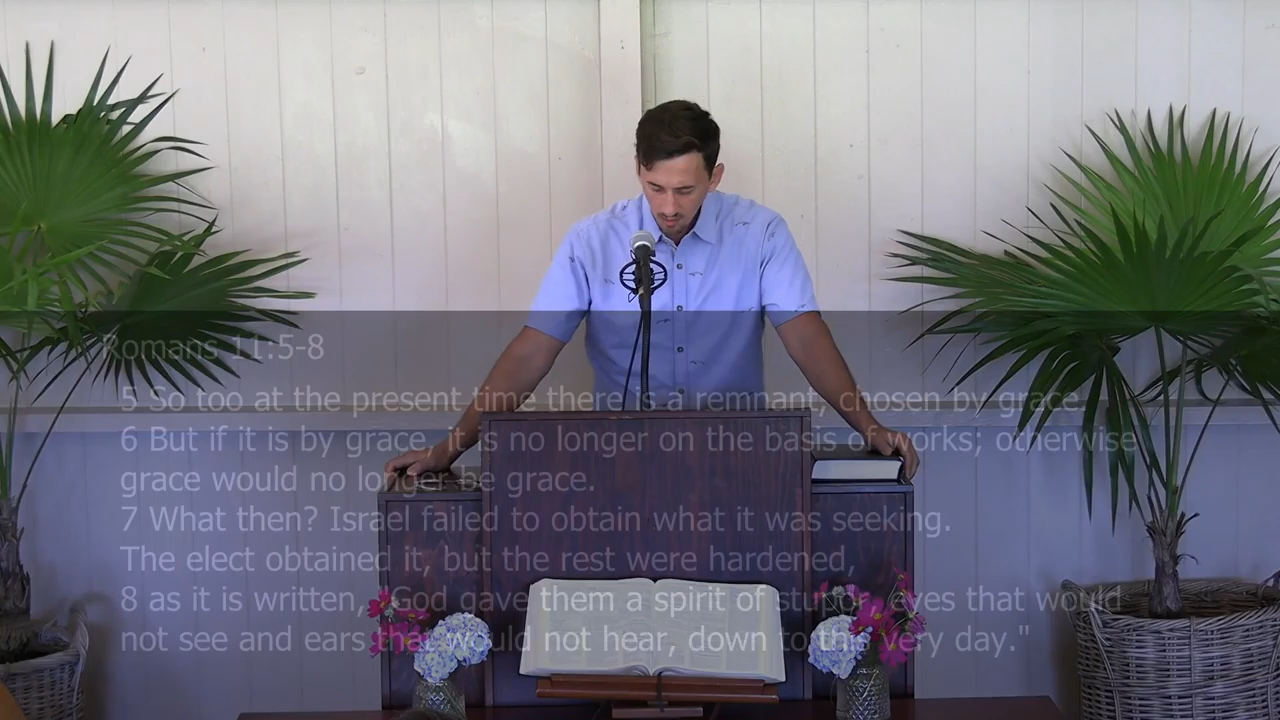 Romans 11:5-8
5 So too at the present time there is a remnant, chosen by grace.
6 But if it is by grace, it is no longer on the basis of works; otherwise
grace would no longer be grace.
7 What then? Israel failed to obtain what it was seeking.
The elect obtained it, but the rest were hardened,
8 as it is written, "God gave them a spirit of stupor, eyes that would
not see and ears that would not hear, down to this very day."